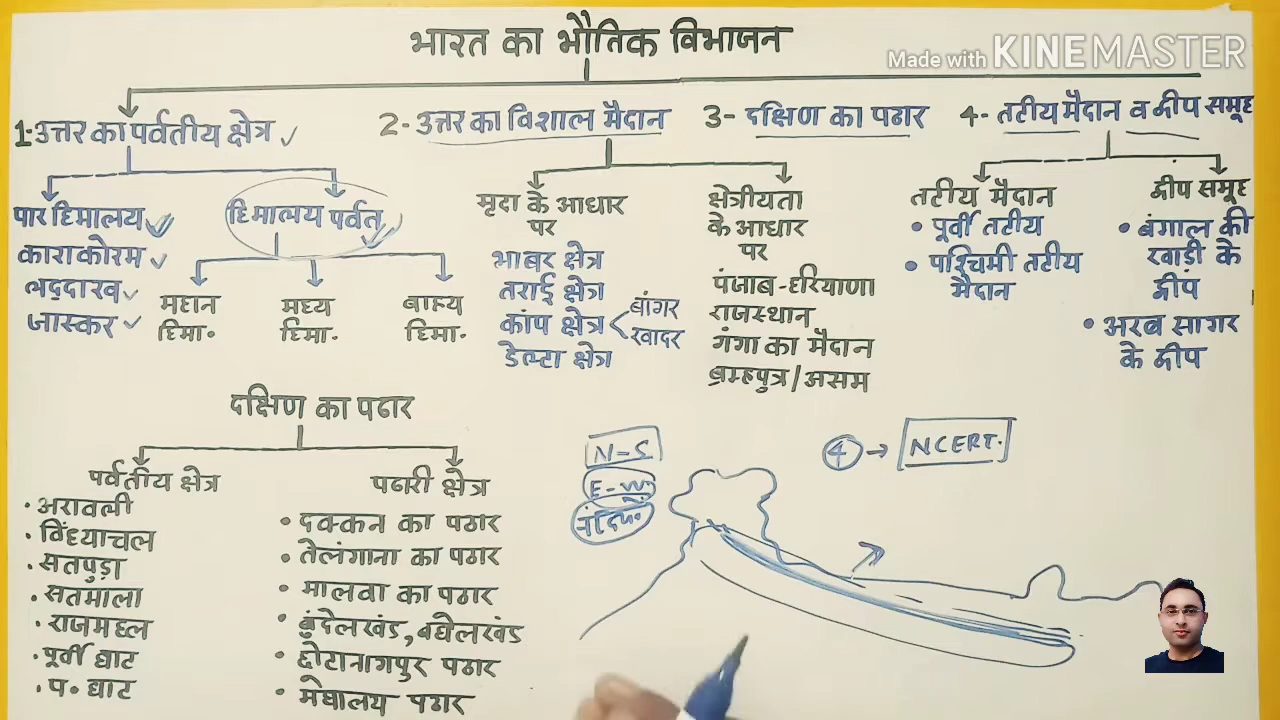 भारत का भौतिक विभाजन
Made with KINEMASTER
1·उत्तर का पर्वतीय क्षेत्र
2- उत्तर का विशाल मैदान
3- दक्षिण का पठार
4- तटीय मैदान व द्वीप समूह
पार हिमालय
काराकोरम
लद्दाख
जास्कर
हिमालय पर्वत
महान
हिमा॰
मध्य
हिमा.
बाह्य
हिमा.
मृदा के आधार
पर
भाबर क्षेत्र
तराई क्षेत्र
कांप क्षेत्र
बांगर
खादर
डेल्टा क्षेत्र
क्षेत्रीयता
के आधार
पर
पंजाब-हरियाणा
राजस्थान
गंगा का मैदान
ब्रम्हपुत्र/असम
तटीय मैदान
• पूर्वी तटीय
• पश्चिमी तटीय
मैदान
द्वीप समूह
• बंगाल की
खाड़ी के
द्वीप
• अरब सागर
के द्वीप
दक्षिण का पठार
पर्वतीय क्षेत्र
• अरावली
• विंध्याचल
• सतपुड़ा
• सतमाला
• राजमहल
• पूर्वी घाट
• प॰ घाट
पठारी क्षेत्र
• दक्कन का पठार
• तेलंगाना का पठार
• मालवा का पठार
• बुंदेलखंड, बघेलखंड
• छोटानागपुर पठार
• मेघालय पठार
N-S
E-W
④ → NCERT.